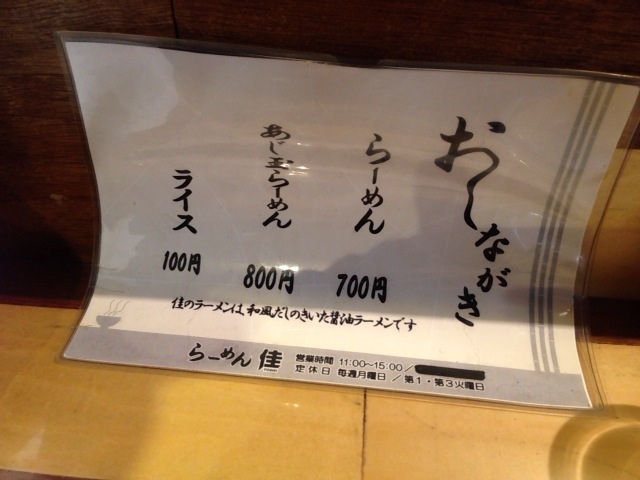 おしながき
らーめん
700円
あじ玉らーめん
800円
ライス
100円
佳のラーメンは、和風だしのきいた醤油ラーメンです
らーめん 佳
営業時間 11:00~15:00/
定休日 毎週月曜日/第1・第3火曜日